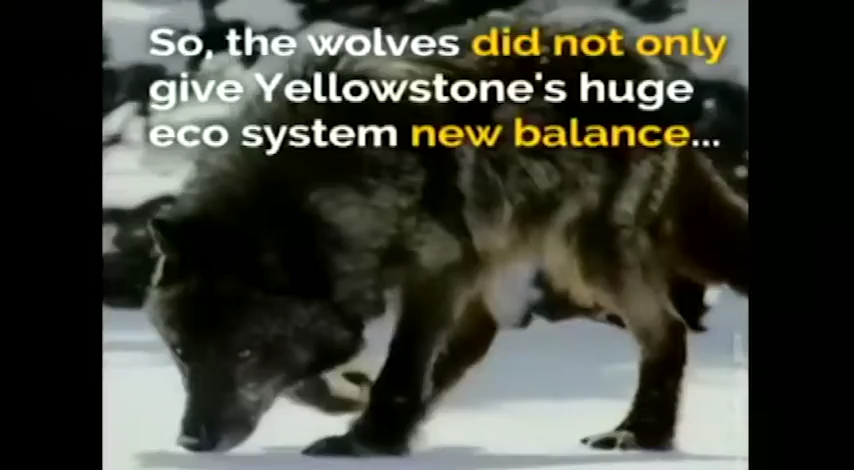 So, the wolves did not only
give Yellowstone's huge
eco system new balance...